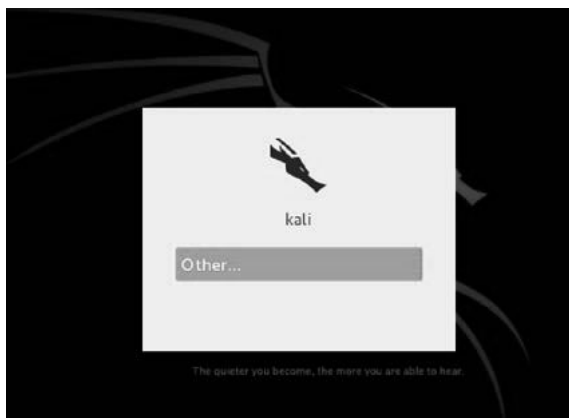 kali
Other...
The quieter you become, the more you are able to hear.